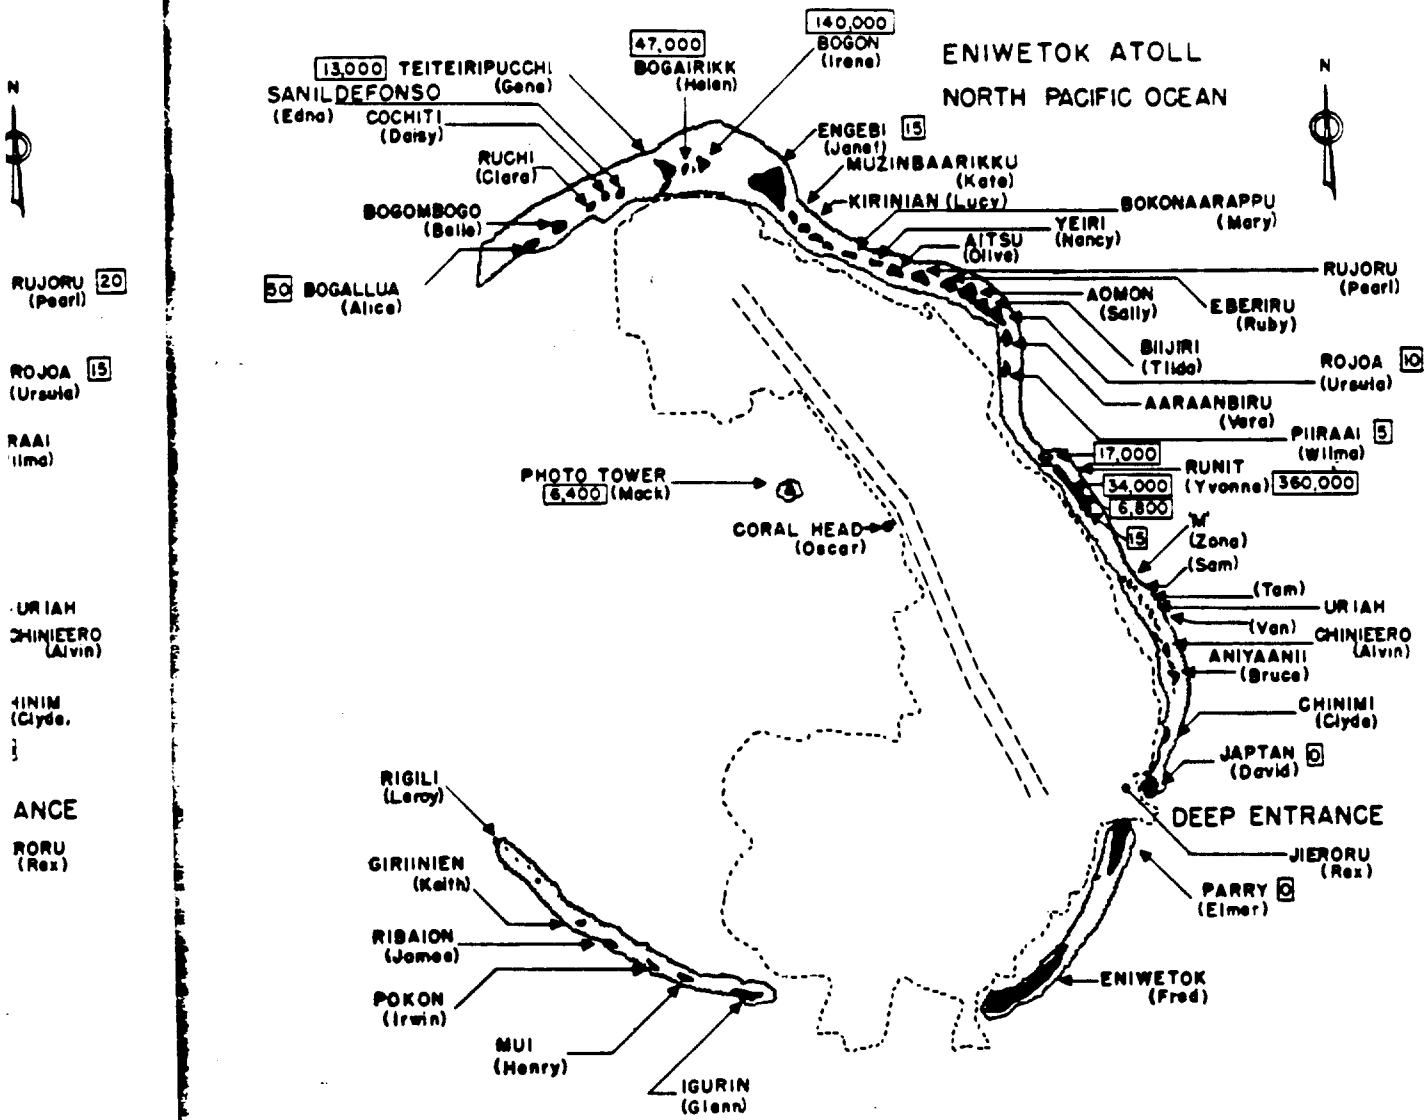 N
RUJORU 20
(Pearl)
ROJOA 15
(Ursula)
RAAI
ilma)
URIAH
CHINIEERO
(Alvin)
HINIM
(Clyde.
ANCE
RORU
(Rex)
140,000
BOGON
(Irene)
47,000
BOGAIRIKK
(Helen)
13,000 TEITEIRIPUCCHI
(Gene)
SANILDEFONSO
(Edna)
COCHITI
(Daisy)
RUCHI
(Clara)
BOGOMBOGO
(Belle)
50 BOGALLUA
(Alice)
ENIWETOK ATOLL
NORTH PACIFIC OCEAN
N
ENGEBI 15
(Janet)
MUZINBAARIKKU
(Kate)
KIRINIAN (Lucy)
BOKONAARAPPU
(Mary)
YEIRI
(Nancy)
AITSU
(Olive)
RUJORU
(Pearl)
AOMON
(Sally)
EBERIRU
(Ruby)
BIIJIRI
(Tilda)
ROJOA 10
(Ursula)
AARAANBIRU
(Vera)
PIIRAAI 5
(Wilma)
17,000
RUNIT
(Yvonne) 360,000
34,000
6,800
15
PHOTO TOWER
6,400 (Mack)
CORAL HEAD
(Oscar)
"M"
(Zona)
(Sam)
(Tom)
URIAH
(Van)
CHINIEERO
(Alvin)
ANIYAANII
(Bruce)
CHINIMI
(Clyde)
JAPTAN 0
(David)
DEEP ENTRANCE
JIERORU
(Rex)
PARRY 0
(Elmer)
ENIWETOK
(Fred)
RIGILI
(Leroy)
GIRIINIEN
(Keith)
RIBAION
(James)
POKON
(Irwin)
MUI
(Henry)
IGURIN
(Glenn)